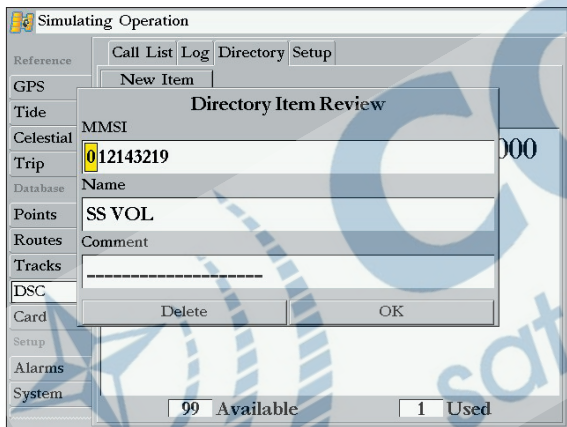 Simulating Operation
Reference
GPS
Tide
Celestial
Trip
Database
Points
Routes
Tracks
DSC
Card
Setup
Alarms
System
Call List Log Directory Setup
New Item
000
Directory Item Review
MMSI
012143219
Name
SS VOL
Comment
____________________
Delete OK
99 Available 1 Used